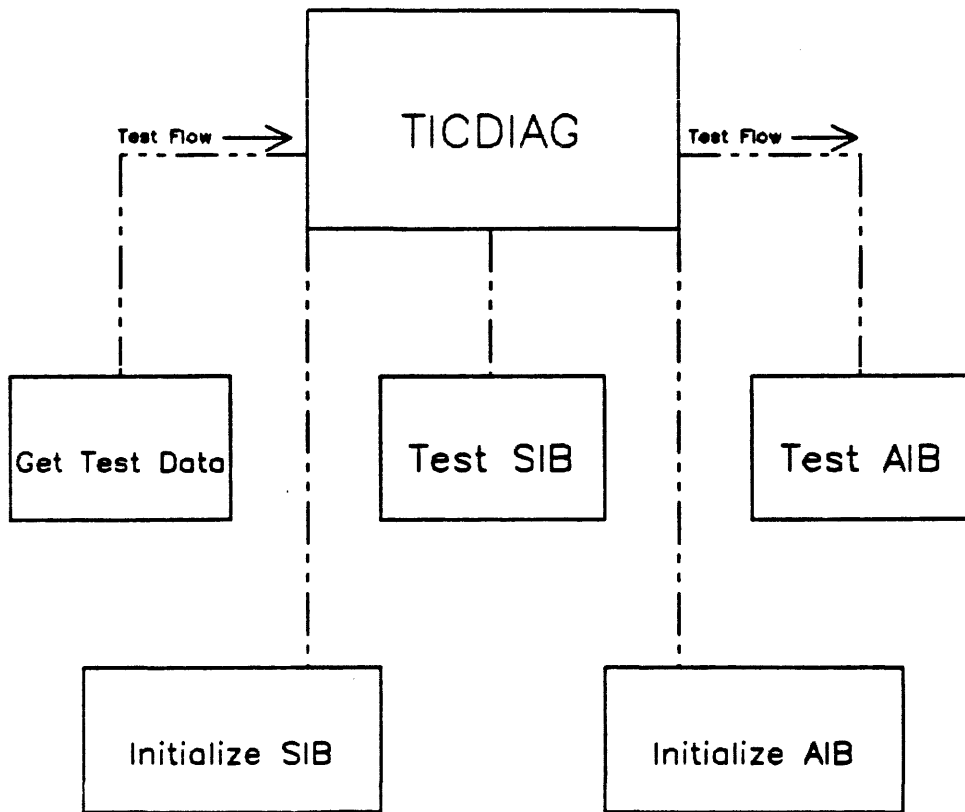 TICDIAG
Test Flow
Test Flow
Get Test Data
Test SIB
Test AIB
Initialize SIB
Initialize AIB